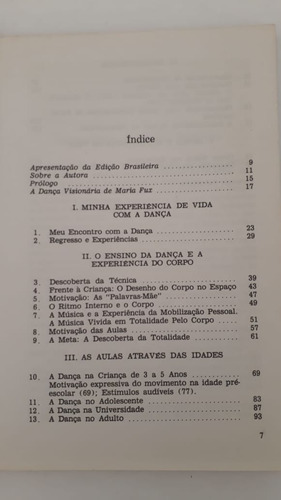 Índice
Apresentação da Edição Brasileira .................... 9
Sobre a Autora .................... 11
Prólogo .................... 15
A Dança Visionária de Maria Fux .................... 17
I. MINHA EXPERIÊNCIA DE VIDA
COM A DANÇA
1. Meu Encontro com a Dança .................... 23
2. Regresso e Experiências .................... 29
II. O ENSINO DA DANÇA E A
EXPERIÊNCIA DO CORPO
3. Descoberta da Técnica .................... 39
4. Frente à Criança: O Desenho do Corpo no Espaço 43
5. Motivação: As "Palavras-Mãe" .................... 47
6. O Ritmo Interno e o Corpo .................... 49
7. A Música e a Experiência da Mobilização Pessoal.
A Música Vivida em Totalidade Pelo Corpo ...... 51
8. Motivação das Aulas .................... 57
9. A Meta: A Descoberta da Totalidade .......... 61
III. AS AULAS ATRAVÉS DAS IDADES
10. A Dança na Criança de 3 a 5 Anos .............. 69
Motivação expressiva do movimento na idade pré-
escolar (69); Estímulos audíveis (77).
11. A Dança no Adolescente .................... 83
12. A Dança na Universidade .................... 87
13. A Dança no Adulto .................... 93
7